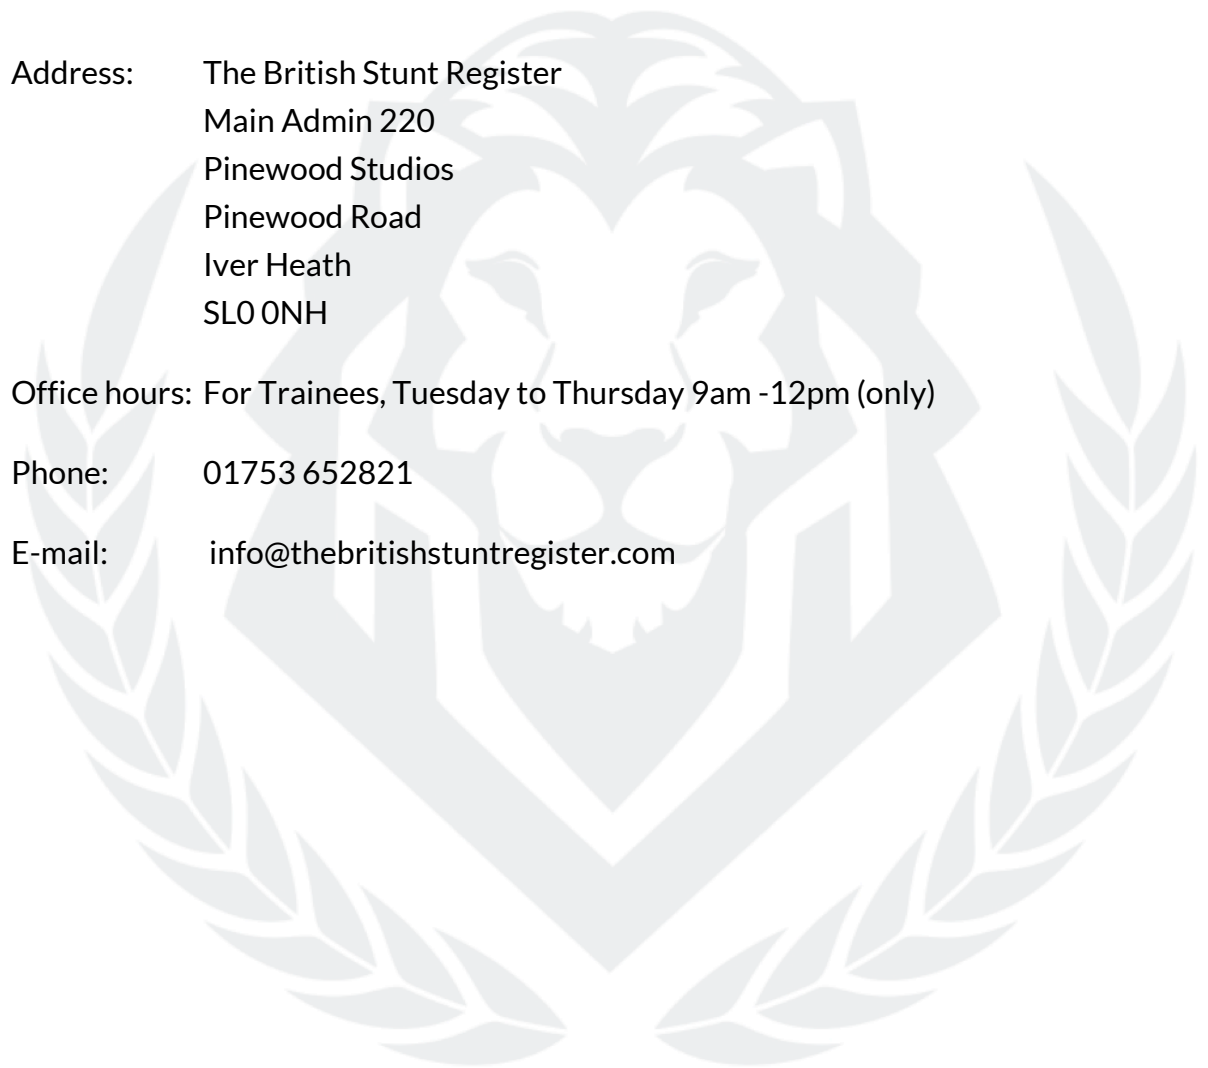 Address: The British Stunt Register
Main Admin 220
Pinewood Studios
Pinewood Road
Iver Heath
SL0 0NH
Office hours: For Trainees, Tuesday to Thursday 9am -12pm (only)
Phone: 01753 652821
E-mail: info@thebritishstuntregister.com